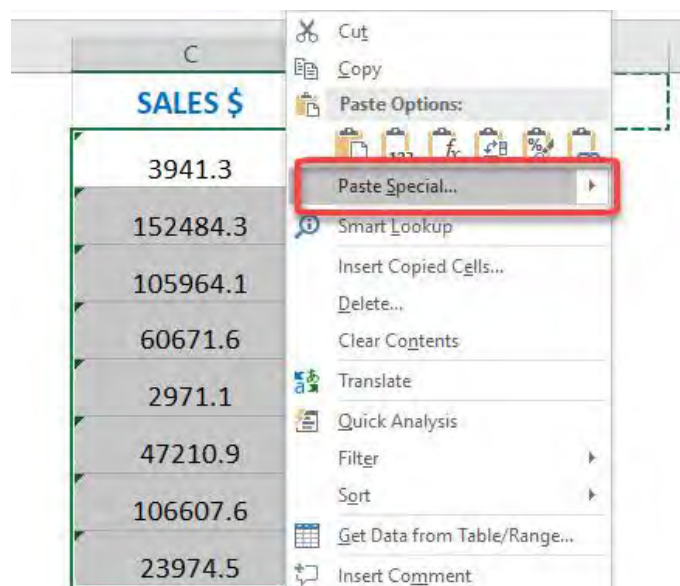 C
SALES $
3941.3
152484.3
105964.1
60671.6
2971.1
47210.9
106607.6
23974.5
Cut
Copy
Paste Options:
Paste Special...
Smart Lookup
Insert Copied Cells...
Delete...
Clear Contents
Translate
Quick Analysis
Filter
Sort
Get Data from Table/Range...
Insert Comment